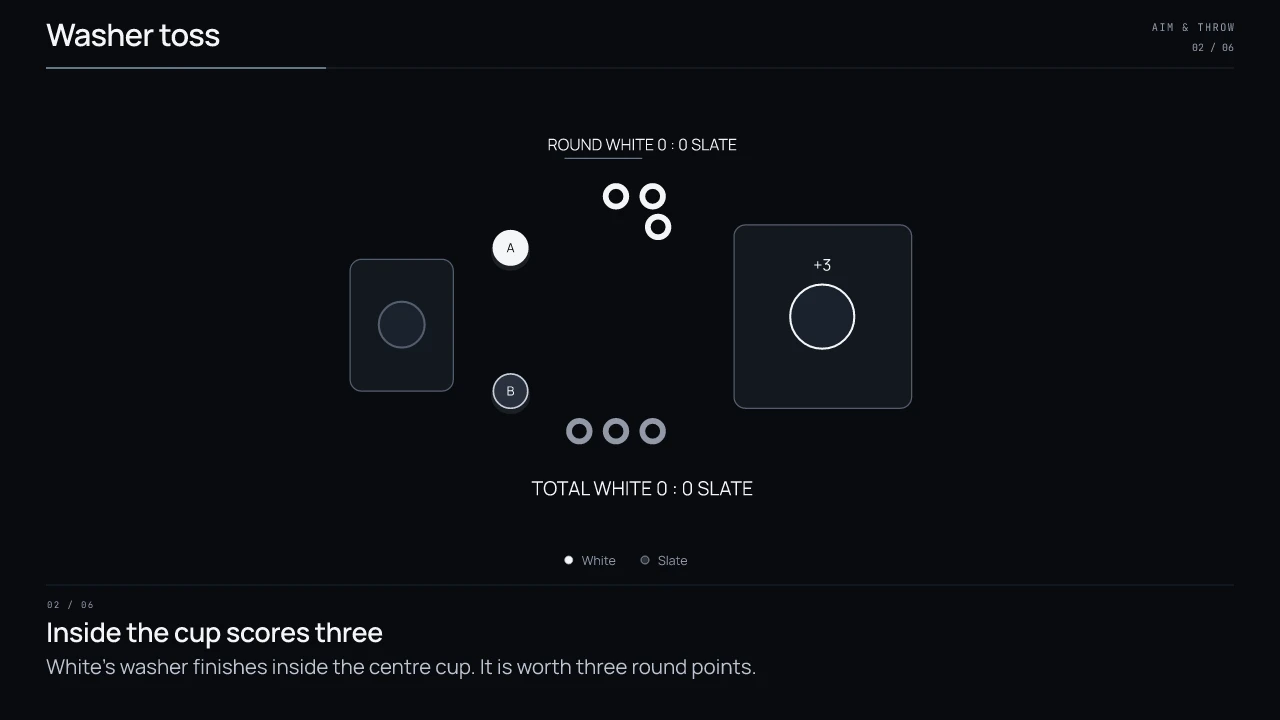 Washer toss
AIM & THROW
02 / 06
ROUND WHITE 0 : 0 SLATE
A
+3
B
TOTAL WHITE 0 : 0 SLATE
White
Slate
02 / 06
Inside the cup scores three
White's washer finishes inside the centre cup. It is worth three round points.